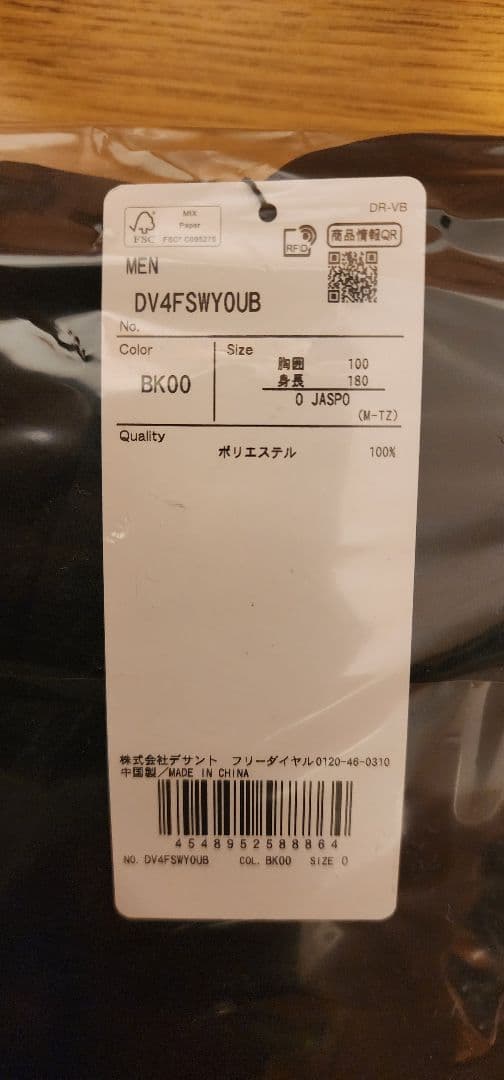 DR-VB
MIX
Paper
FSC
FSC® C095275
RFID
商品情報QR
MEN
DV4FSWY0UB
No.
Color
Size
BK00
胸囲 100
身長 180
O JASPO
(M-TZ)
Quality
ポリエステル 100%
株式会社デサント フリーダイヤル0120-46-0310
中国製/MADE IN CHINA
4548952588864
NO. DV4FSWY0UB COL. BK00 SIZE O